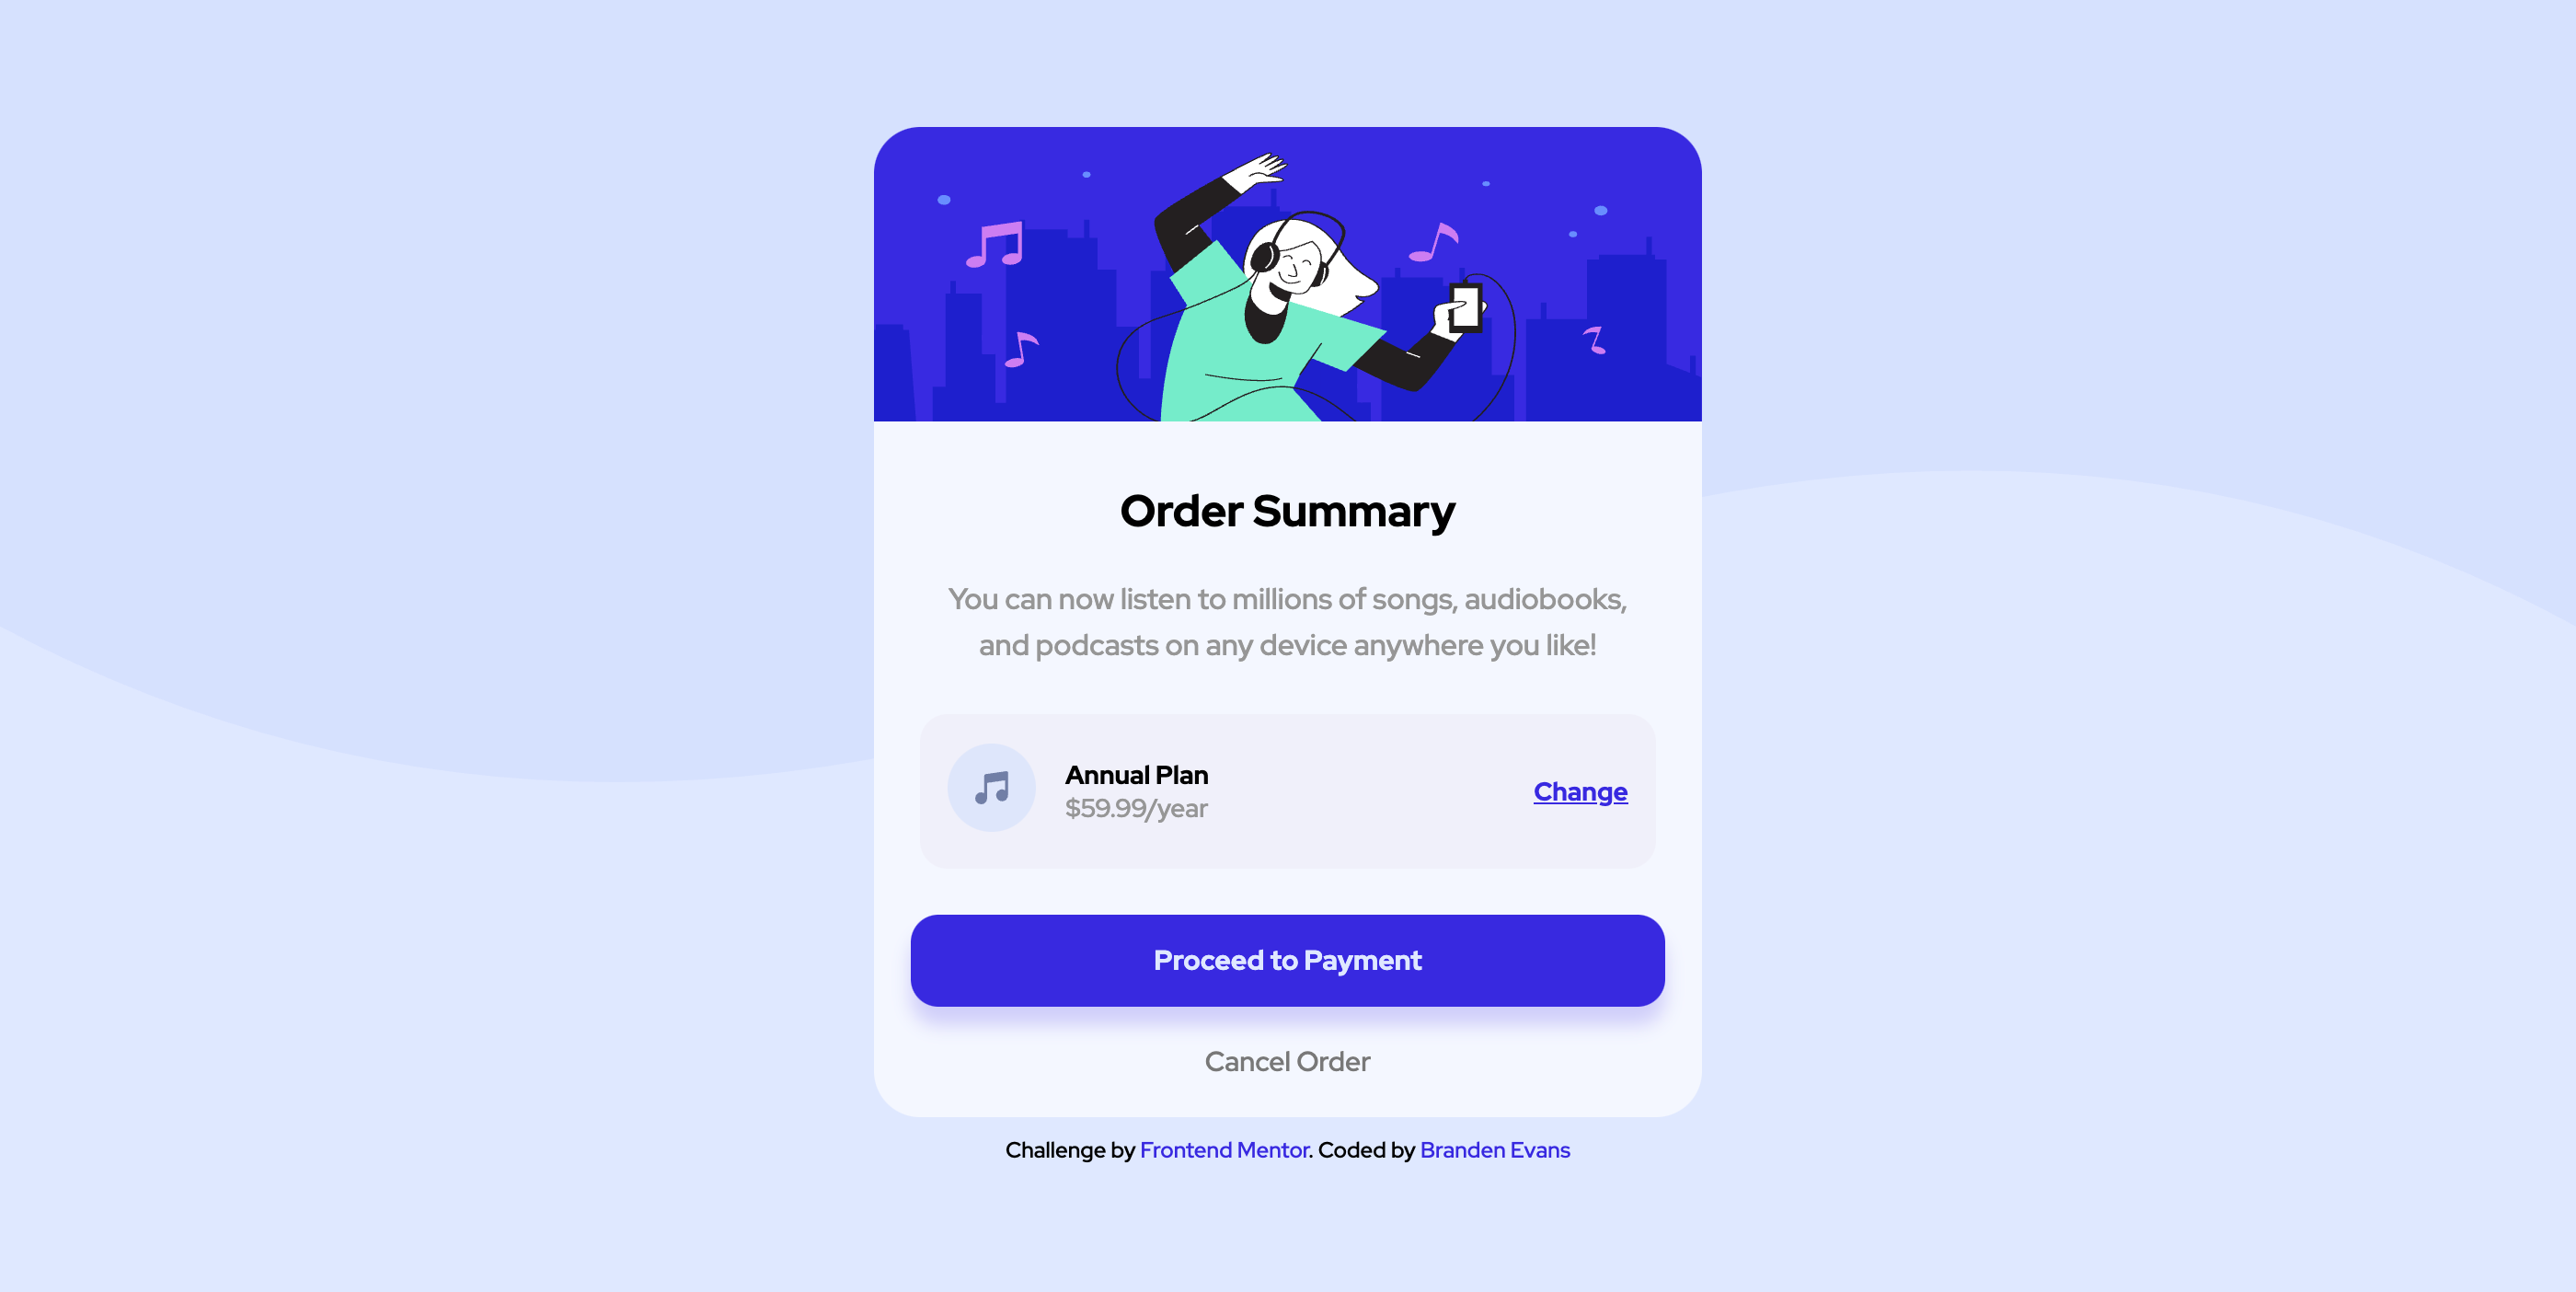 Order Summary
You can now listen to millions of songs, audiobooks,
and podcasts on any device anywhere you like!
Annual Plan
$59.99/year
Change
Proceed to Payment
Cancel Order
Challenge by Frontend Mentor. Coded by Branden Evans